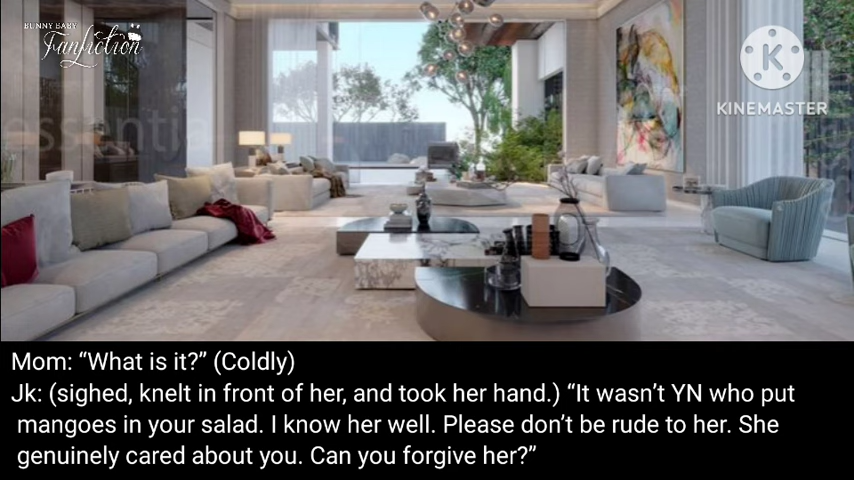 BUNNY BABY
Fanfiction
KINEMASTER
essentia
Mom: “What is it?” (Coldly)
Jk: (sighed, knelt in front of her, and took her hand.) “It wasn’t YN who put
mangoes in your salad. I know her well. Please don’t be rude to her. She
genuinely cared about you. Can you forgive her?”